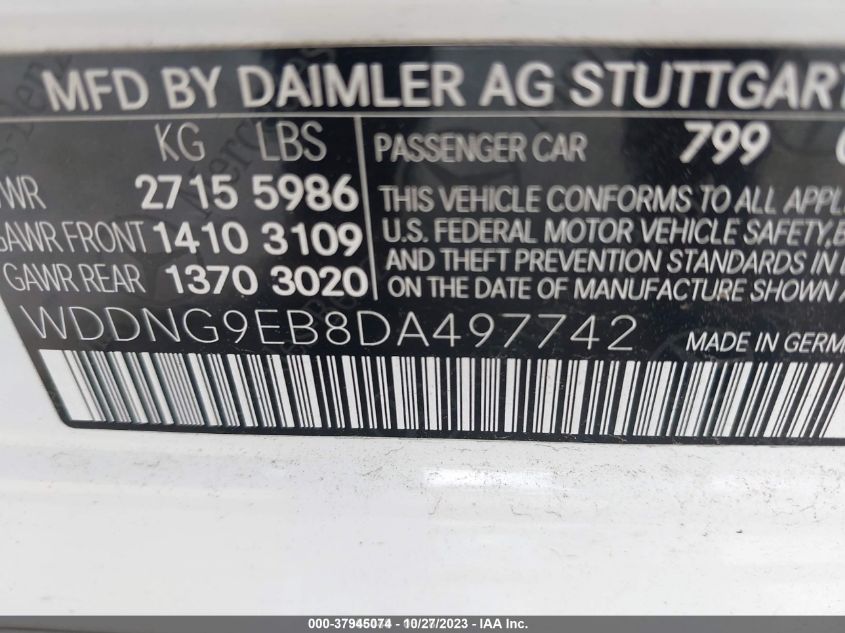 MFD BY DAIMLER AG STUTTGART
KG LBS
WR 2715 5986
GAWR FRONT 1410 3109
GAWR REAR 1370 3020
PASSENGER CAR 799
THIS VEHICLE CONFORMS TO ALL APPL
U.S. FEDERAL MOTOR VEHICLE SAFETY, B
AND THEFT PREVENTION STANDARDS IN
ON THE DATE OF MANUFACTURE SHOWN A
WDDNG9EB8DA497742
MADE IN GERM
000-37945074 - 10/27/2023 - IAA Inc.